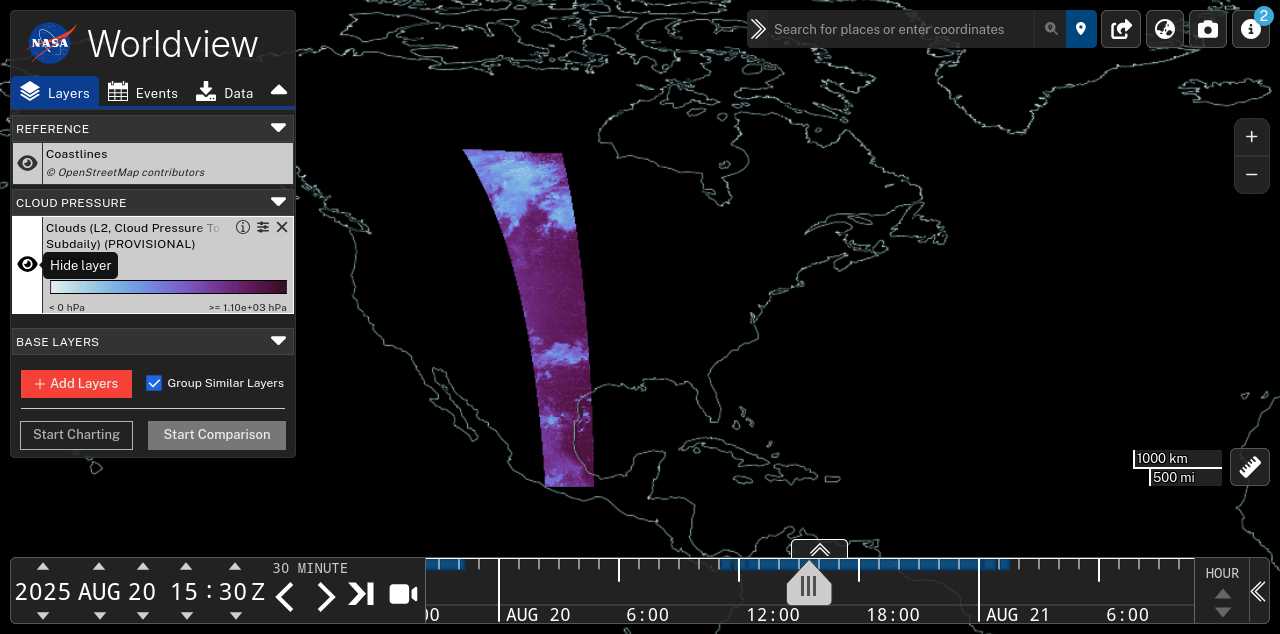 NASA Worldview
Layers Events Data
REFERENCE
Coastlines
© OpenStreetMap contributors
CLOUD PRESSURE
Clouds (L2, Cloud Pressure To
Subdaily) (PROVISIONAL)
Hide layer
< 0 hPa >= 1.10e+03 hPa
BASE LAYERS
+ Add Layers Group Similar Layers
Start Charting Start Comparison
Search for places or enter coordinates
2
+
−
1000 km
500 mi
2025 AUG 20 15 : 30 Z
30 MINUTE
AUG 20 6:00 12:00 18:00 AUG 21 6:00
HOUR